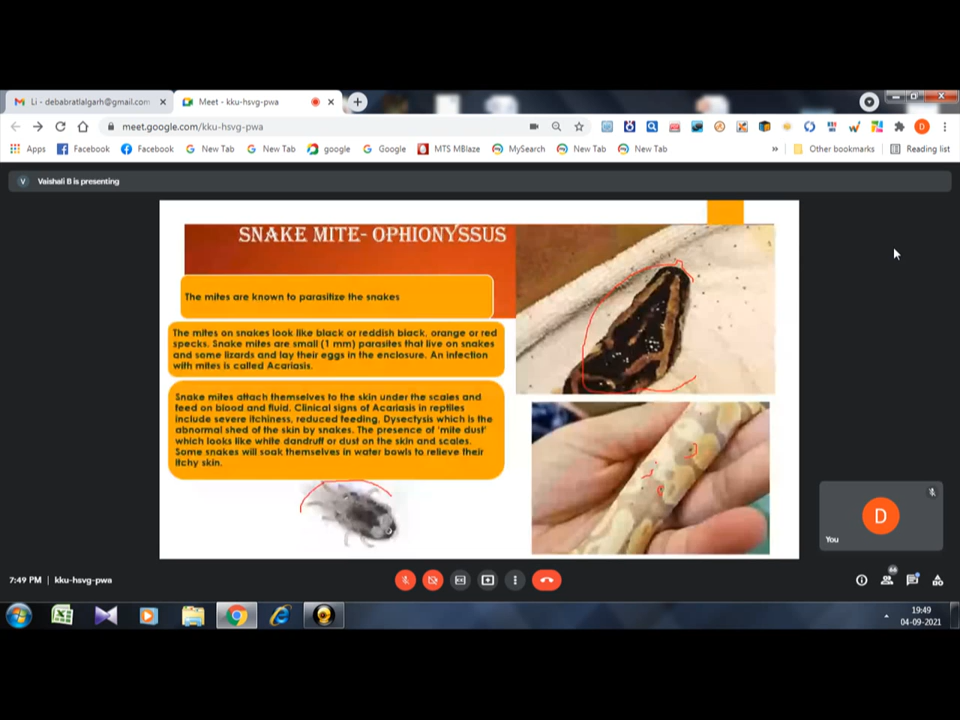 Li - debabratlalgarh@gmail.com
Meet - kku-hsvg-pwa
meet.google.com/kku-hsvg-pwa
D
Apps
Facebook
Facebook
New Tab
New Tab
google
Google
MTS MBlaze
MySearch
New Tab
New Tab
»
Other bookmarks
Reading list
V
Vaishali B is presenting
SNAKE MITE- OPHIONYSSUS
The mites are known to parasitize the snakes
The mites on snakes look like black or reddish black, orange or red
specks. Snake mites are small (1 mm) parasites that live on snakes
and some lizards and lay their eggs in the enclosure. An infection
with mites is called Acariasis.
Snake mites attach themselves to the skin under the scales and
feed on blood and fluid. Clinical signs of Acariasis in reptiles
include severe itchiness, reduced feeding. Dysectysis which is the
abnormal shed of the skin by snakes. The presence of 'mite dust'
which looks like white dandruff or dust on the skin and scales.
Some snakes will soak themselves in water bowls to relieve their
itchy skin.
D
You
7:49 PM | kku-hsvg-pwa
19:49
04-09-2021